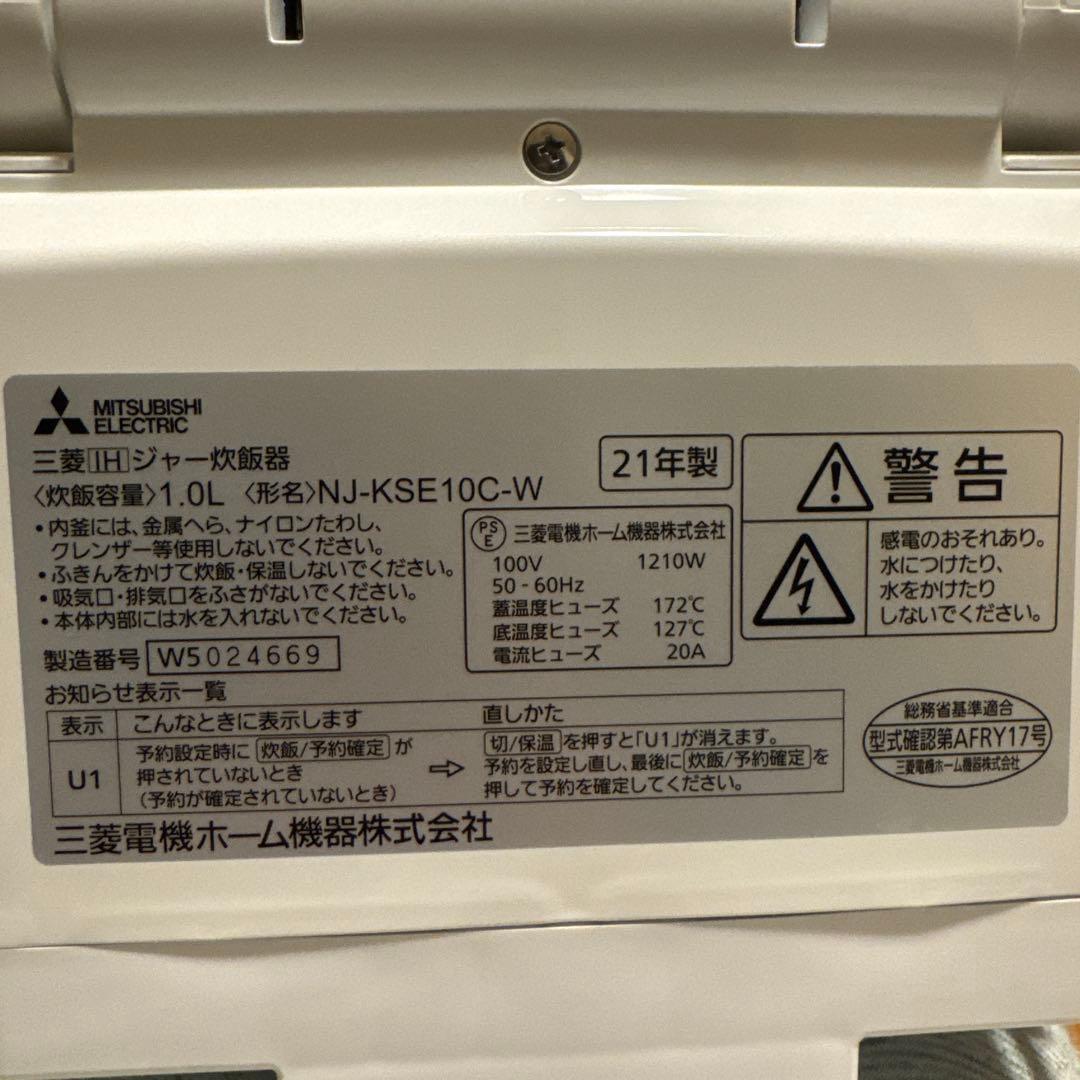 MITSUBISHI
ELECTRIC
三菱IHジャー炊飯器
21年製
〈炊飯容量〉1.0L 〈形名〉NJ-KSE10C-W
・内釜には、金属へら、ナイロンたわし、
クレンザー等使用しないでください。
・ふきんをかけて炊飯・保温しないでください。
・吸気口・排気口をふさがないでください。
・本体内部には水を入れないでください。
製造番号 W5024669
PS
E
三菱電機ホーム機器株式会社
100V 1210W
50 - 60Hz
蓋温度ヒューズ 172℃
底温度ヒューズ 127℃
電流ヒューズ 20A
警告
感電のおそれあり。
水につけたり、
水をかけたり
しないでください。
お知らせ表示一覧
表示 こんなときに表示します 直しかた
U1
予約設定時に 炊飯/予約確定 が
押されていないとき
(予約が確定されていないとき)
⇨
切/保温 を押すと「U1」が消えます。
予約を設定し直し、最後に 炊飯/予約確定 を
押して予約を確定してください。
総務省基準適合
型式確認第AFRY17号
三菱電機ホーム機器株式会社
三菱電機ホーム機器株式会社